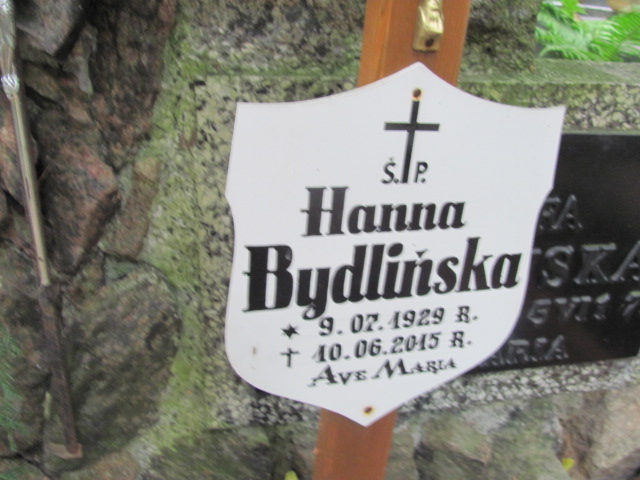 Ś.P.
Hanna
Bydlińska
* 9.07.1929 R.
† 10.06.2015 R.
AVE MARIA